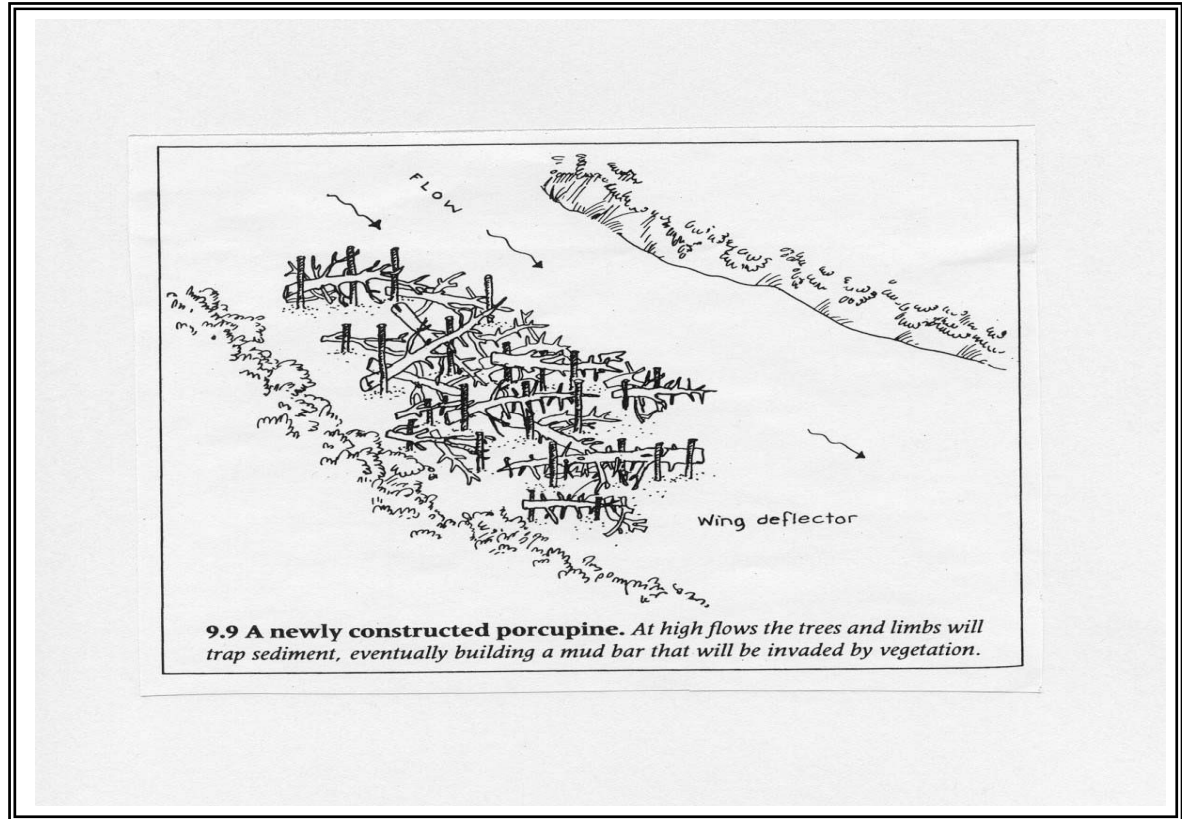 FLOW
Wing deflector
9.9 A newly constructed porcupine. At high flows the trees and limbs will
trap sediment, eventually building a mud bar that will be invaded by vegetation.